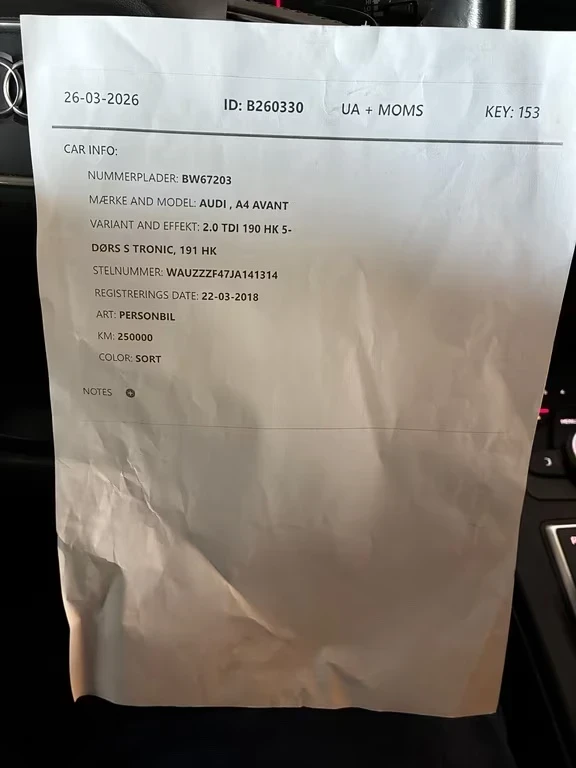 26-03-2026 ID: B260330 UA + MOMS KEY: 153
CAR INFO:
NUMMERPLADER: BW67203
MÆRKE AND MODEL: AUDI , A4 AVANT
VARIANT AND EFFEKT: 2.0 TDI 190 HK 5-
DØRS S TRONIC, 191 HK
STELNUMMER: WAUZZZF47JA141314
REGISTRERINGS DATE: 22-03-2018
ART: PERSONBIL
KM: 250000
COLOR: SORT
NOTES